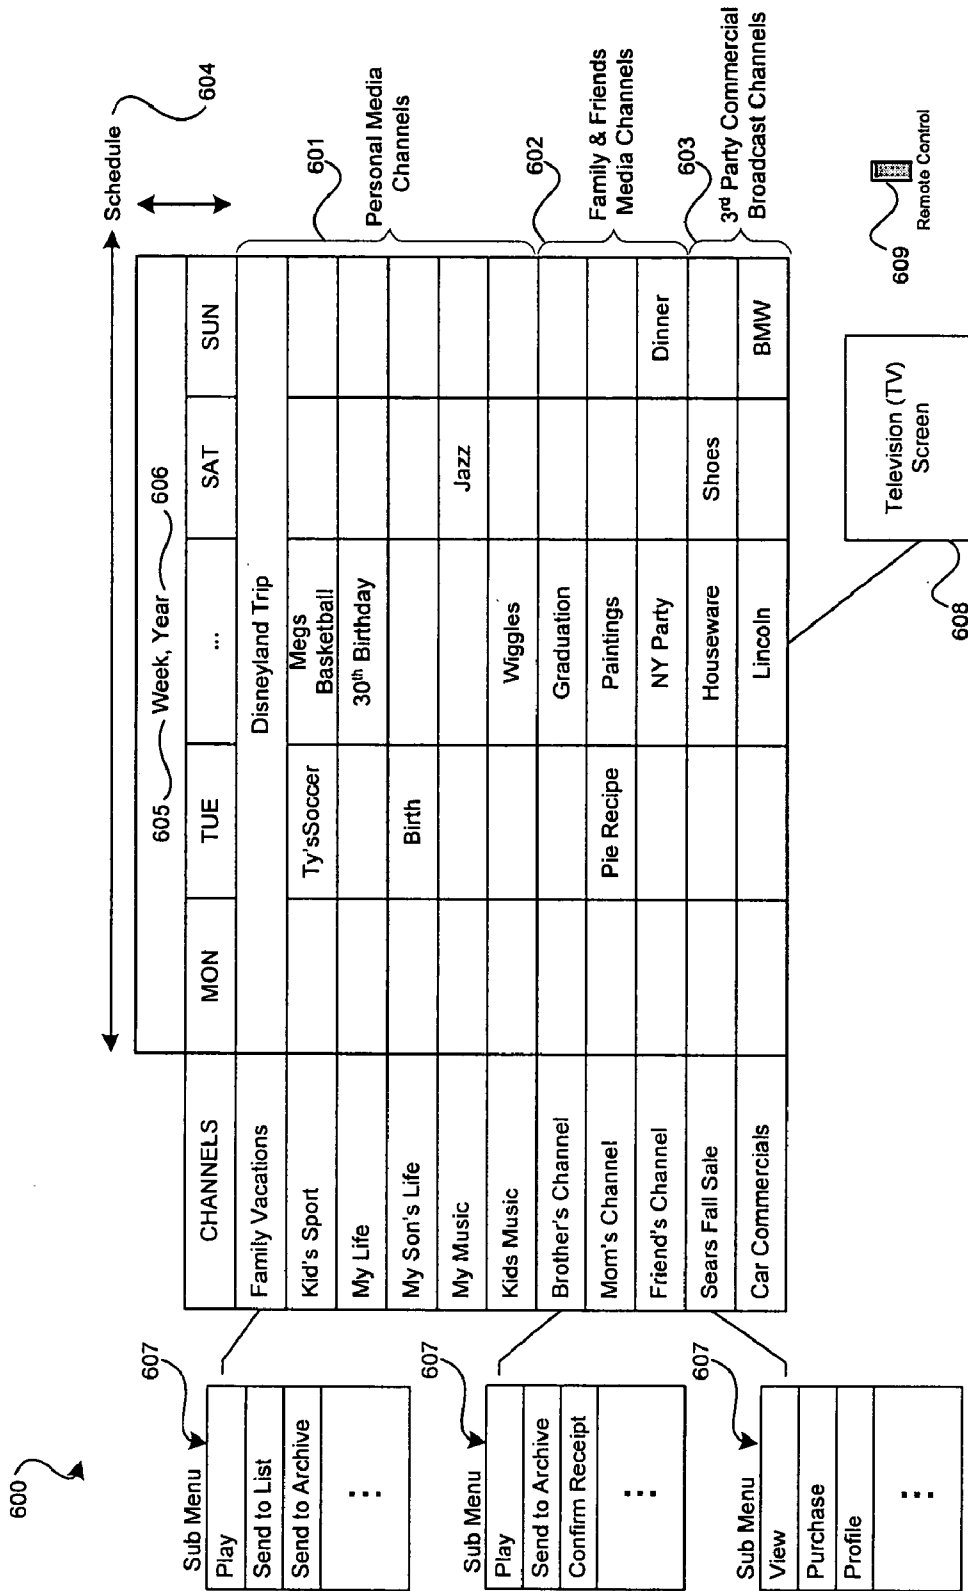 600
Schedule
604
605 Week, Year 606
CHANNELS MON TUE ... SAT SUN
Family Vacations Disneyland Trip
Kid's Sport Ty'sSoccer Megs Basketball
My Life 30th Birthday
My Son's Life Birth
My Music Jazz
Kids Music Wiggles
Brother's Channel Graduation
Mom's Channel Pie Recipe Paintings
Friend's Channel NY Party Dinner
Sears Fall Sale Houseware Shoes
Car Commercials Lincoln BMW
601
Personal Media
Channels
602
Family & Friends
Media Channels
603
3rd Party Commercial
Broadcast Channels
607
Sub Menu
Play
Send to List
Send to Archive
⋮
607
Sub Menu
Play
Send to Archive
Confirm Receipt
⋮
607
Sub Menu
View
Purchase
Profile
⋮
Television (TV)
Screen
608
609
Remote Control